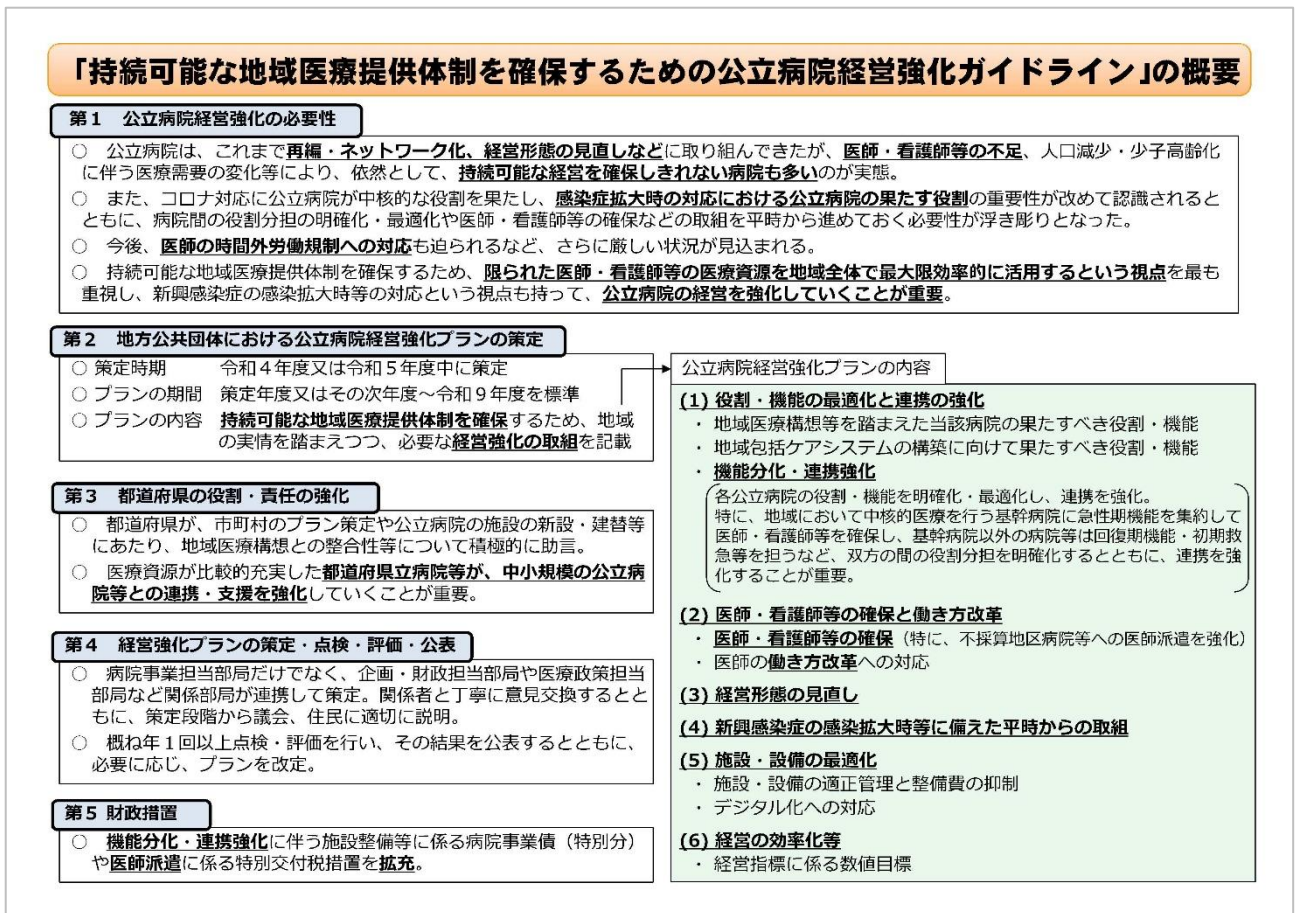 「持続可能な地域医療提供体制を確保するための公立病院経営強化ガイドライン」の概要
第1 公立病院経営強化の必要性
○ 公立病院は、これまで再編・ネットワーク化、経営形態の見直しなどに取り組んできたが、医師・看護師等の不足、人口減少・少子高齢化
に伴う医療需要の変化等により、依然として、持続可能な経営を確保しきれない病院も多いのが実態。
○ また、コロナ対応に公立病院が中核的な役割を果たし、感染症拡大時の対応における公立病院の果たす役割の重要性が改めて認識されると
ともに、病院間の役割分担の明確化・最適化や医師・看護師等の確保などの取組を平時から進めておく必要性が浮き彫りとなった。
○ 今後、医師の時間外労働規制への対応も迫られるなど、さらに厳しい状況が見込まれる。
○ 持続可能な地域医療提供体制を確保するため、限られた医師・看護師等の医療資源を地域全体で最大限効率的に活用するという視点を最も
重視し、新興感染症の感染拡大時等の対応という視点も持って、公立病院の経営を強化していくことが重要。
第2 地方公共団体における公立病院経営強化プランの策定
○ 策定時期 令和4年度又は令和5年度中に策定
○ プランの期間 策定年度又はその次年度～令和9年度を標準
○ プランの内容 持続可能な地域医療提供体制を確保するため、地域
の実情を踏まえつつ、必要な経営強化の取組を記載
第3 都道府県の役割・責任の強化
○ 都道府県が、市町村のプラン策定や公立病院の施設の新設・建替等
にあたり、地域医療構想との整合性等について積極的に助言。
○ 医療資源が比較的充実した都道府県立病院等が、中小規模の公立病
院等との連携・支援を強化していくことが重要。
第4 経営強化プランの策定・点検・評価・公表
○ 病院事業担当部局だけでなく、企画・財政担当部局や医療政策担当
部局など関係部局が連携して策定。関係者と丁寧に意見交換するとと
もに、策定段階から議会、住民に適切に説明。
○ 概ね年1回以上点検・評価を行い、その結果を公表するとともに、
必要に応じ、プランを改定。
第5 財政措置
○ 機能分化・連携強化に伴う施設整備等に係る病院事業債（特別分）
や医師派遣に係る特別交付税措置を拡充。
公立病院経営強化プランの内容
(1) 役割・機能の最適化と連携の強化
・ 地域医療構想等を踏まえた当該病院の果たすべき役割・機能
・ 地域包括ケアシステムの構築に向けて果たすべき役割・機能
・ 機能分化・連携強化
各公立病院の役割・機能を明確化・最適化し、連携を強化。
特に、地域において中核的医療を行う基幹病院に急性期機能を集約して
医師・看護師等を確保し、基幹病院以外の病院等は回復期機能・初期救
急等を担うなど、双方の間の役割分担を明確化するとともに、連携を強
化することが重要。
(2) 医師・看護師等の確保と働き方改革
・ 医師・看護師等の確保（特に、不採算地区病院等への医師派遣を強化）
・ 医師の働き方改革への対応
(3) 経営形態の見直し
(4) 新興感染症の感染拡大時等に備えた平時からの取組
(5) 施設・設備の最適化
・ 施設・設備の適正管理と整備費の抑制
・ デジタル化への対応
(6) 経営の効率化等
・ 経営指標に係る数値目標